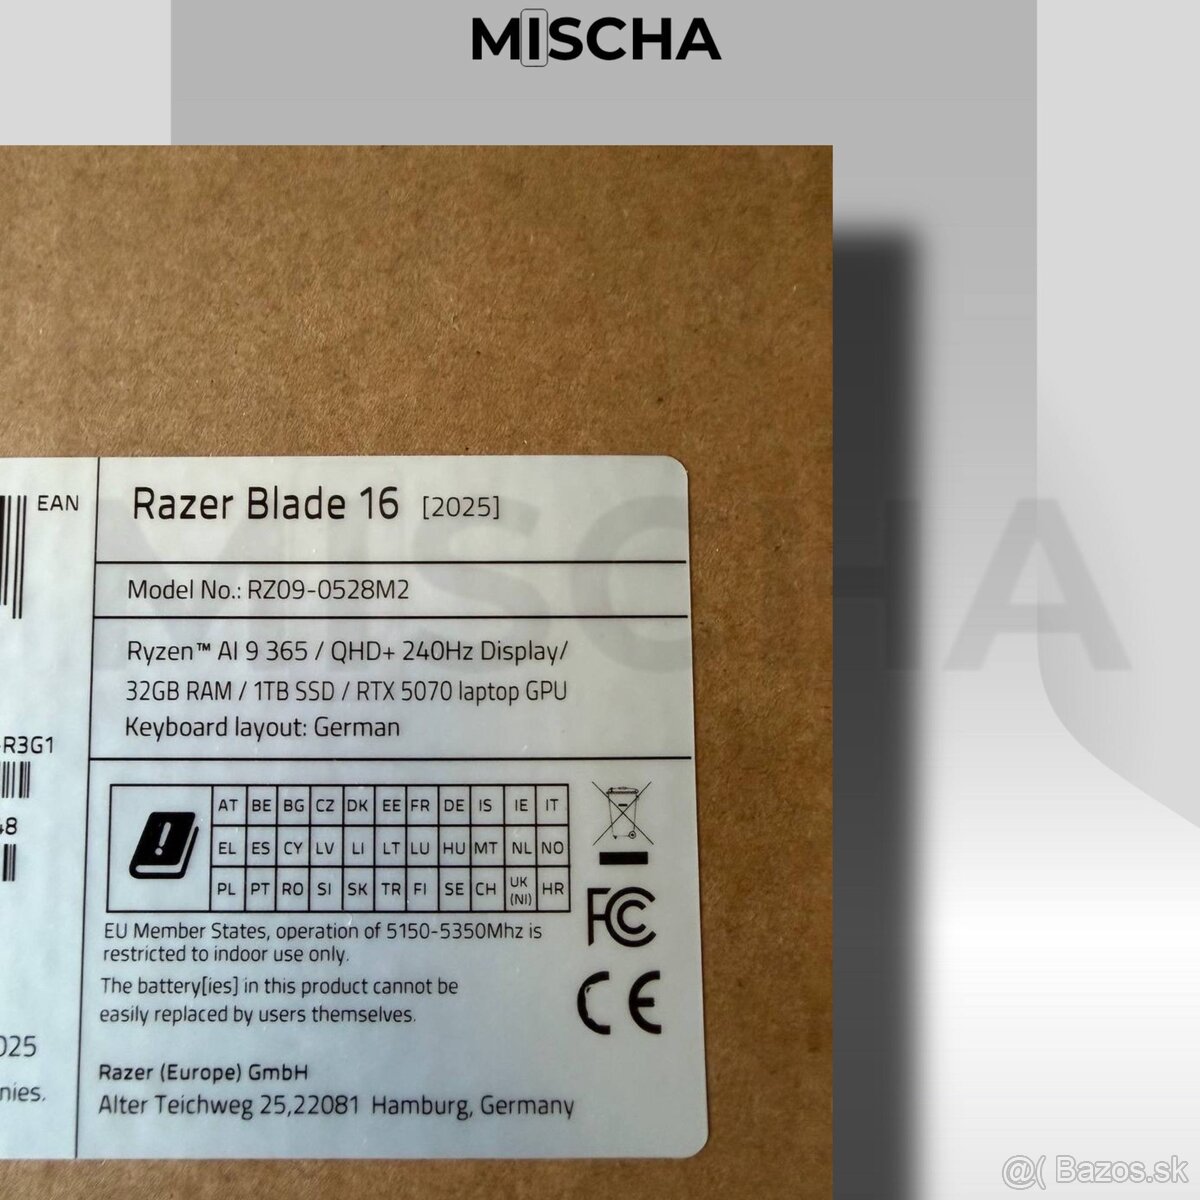 MISCHA
EAN
Razer Blade 16 [2025]
Model No.: RZ09-0528M2
Ryzen™ AI 9 365 / QHD+ 240Hz Display/
32GB RAM / 1TB SSD / RTX 5070 laptop GPU
Keyboard layout: German
-R3G1
48
AT BE BG CZ DK EE FR DE IS IE IT
EL ES CY LV LI LT LU HU MT NL NO
PL PT RO SI SK TR FI SE CH UK (NI) HR
FCC
CE
EU Member States, operation of 5150-5350Mhz is
restricted to indoor use only.
The battery[ies] in this product cannot be
easily replaced by users themselves.
025
nies.
Razer (Europe) GmbH
Alter Teichweg 25,22081 Hamburg, Germany
MISCHA
@( Bazos.sk